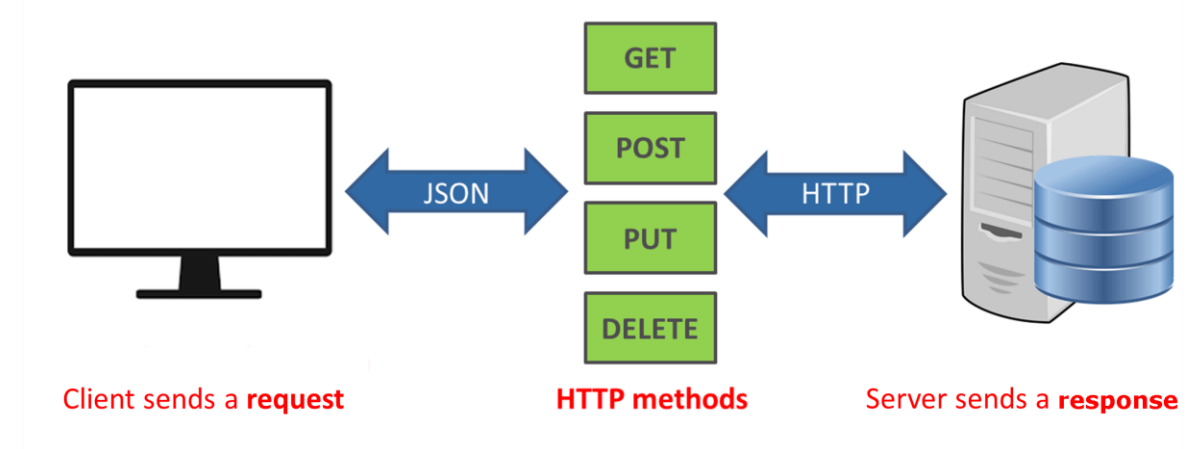 GET
POST
JSON
HTTP
PUT
DELETE
Client sends a request
HTTP methods
Server sends a response